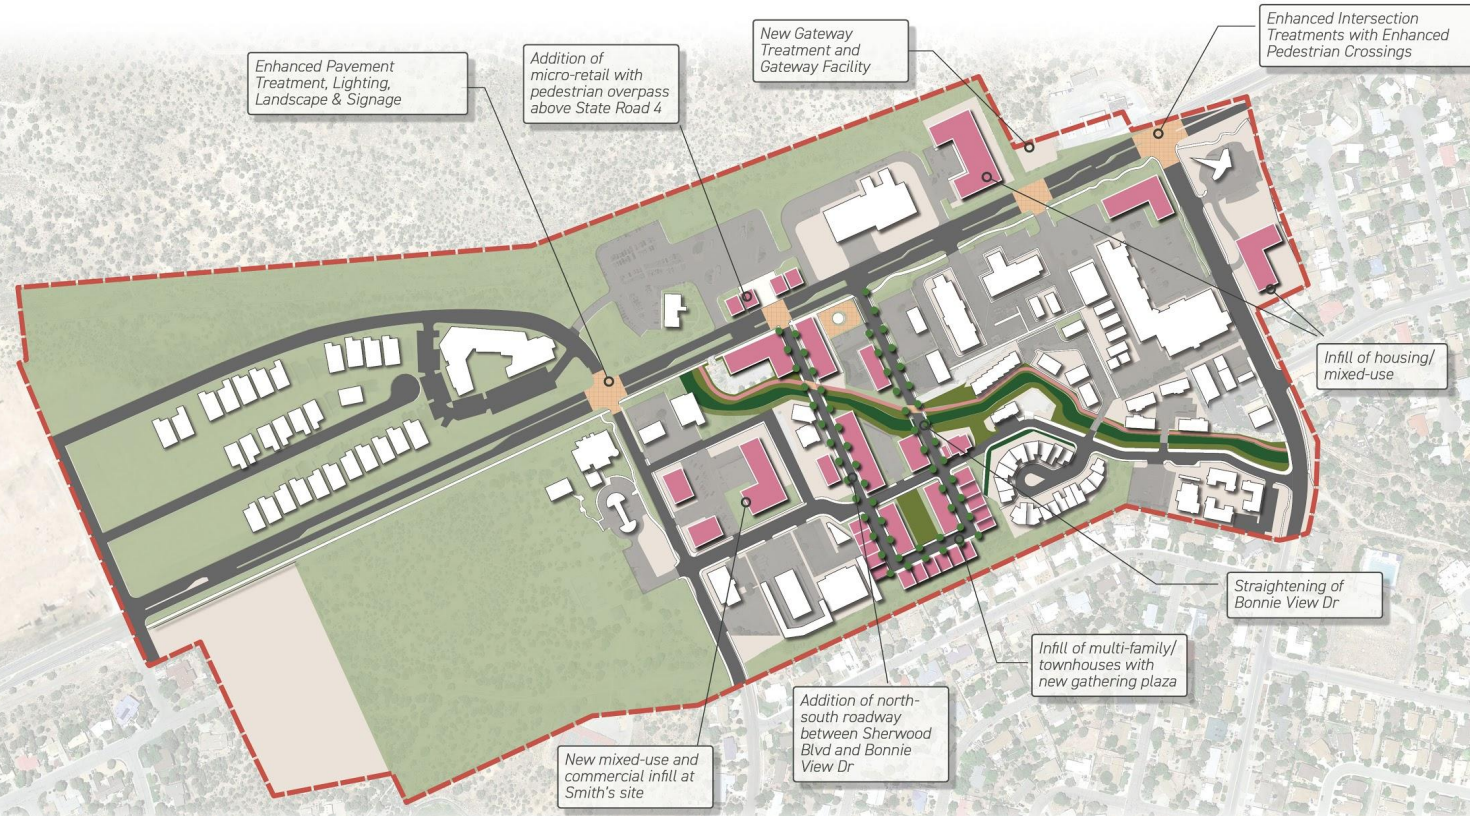 Enhanced Pavement
Treatment, Lighting,
Landscape & Signage
Addition of
micro-retail with
pedestrian overpass
above State Road 4
New Gateway
Treatment and
Gateway Facility
Enhanced Intersection
Treatments with Enhanced
Pedestrian Crossings
Infill of housing/
mixed-use
Straightening of
Bonnie View Dr
Infill of multi-family/
townhouses with
new gathering plaza
Addition of north-
south roadway
between Sherwood
Blvd and Bonnie
View Dr
New mixed-use and
commercial infill at
Smith's site